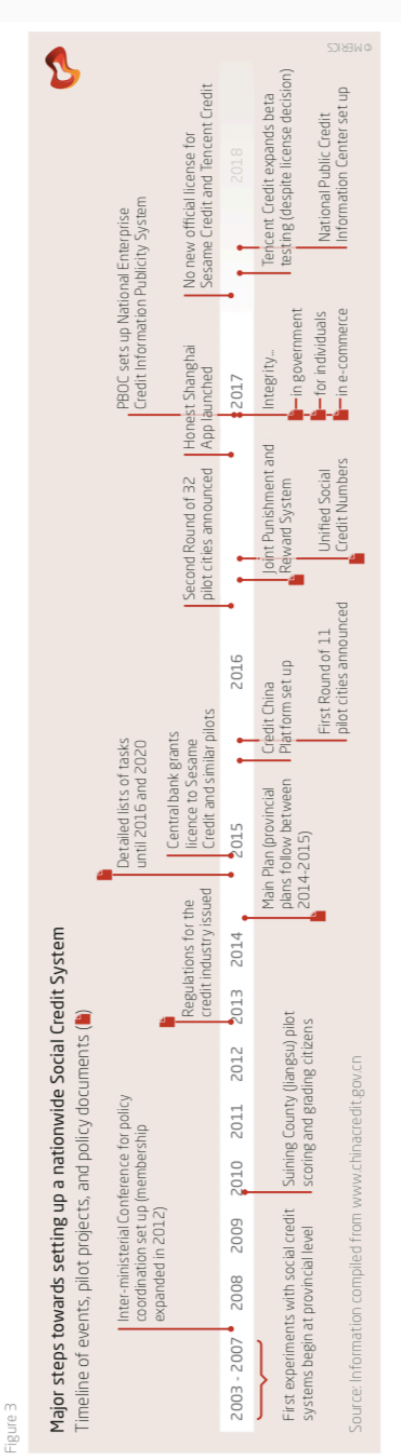 Figure 3
Major steps towards setting up a nationwide Social Credit System
Timeline of events, pilot projects, and policy documents ( )
Inter-ministerial Conference for policy
coordination set up (membership
expanded in 2012)
Regulations for the
credit industry issued
Detailed lists of tasks
until 2016 and 2020
Central bank grants
licence to Sesame
Credit and similar pilots
Second Round of 32
pilot cities announced
Honest Shanghai
App launched
PBOC sets up National Enterprise
Credit Information Publicity System
No new official license for
Sesame Credit and Tencent Credit
2003 - 2007
2008
2009
2010
2011
2012
2013
2014
2015
2016
2017
2018
First experiments with social credit
systems begin at provincial level
Suining County (Jiangsu) pilot
scoring and grading citizens
Main Plan (provincial
plans follow between
2014-2015)
Credit China
Platform set up
First Round of 11
pilot cities announced
Joint Punishment and
Reward System
Unified Social
Credit Numbers
Integrity...
in government
for individuals
in e-commerce
Tencent Credit expands beta
testing (despite license decision)
National Public Credit
Information Center set up
Source: Information compiled from www.chinacredit.gov.cn
© MERICS